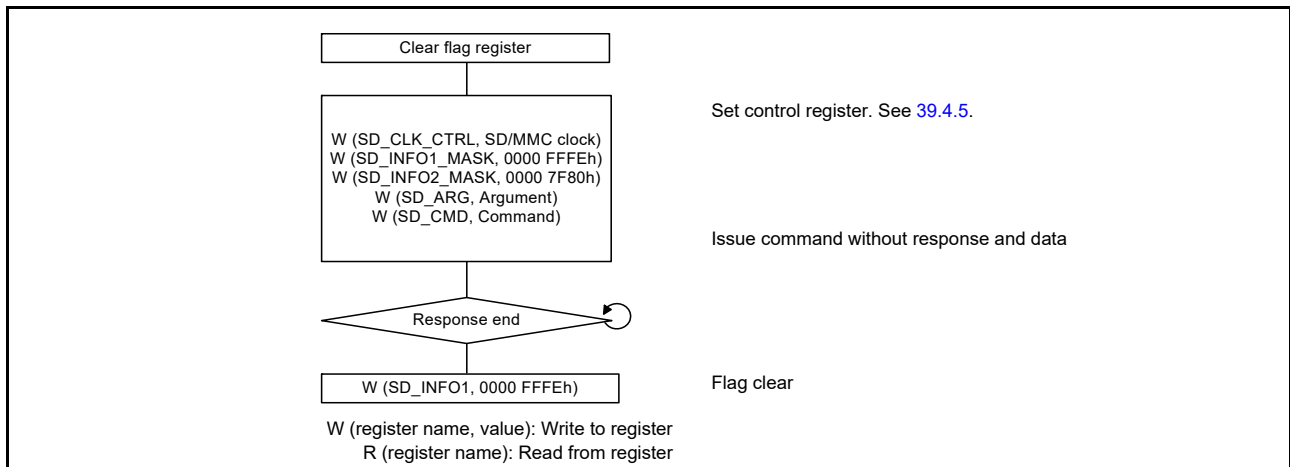 Clear flag register
Set control register. See 39.4.5.
W (SD_CLK_CTRL, SD/MMC clock)
W (SD_INFO1_MASK, 0000 FFFEh)
W (SD_INFO2_MASK, 0000 7F80h)
W (SD_ARG, Argument)
W (SD_CMD, Command)
Issue command without response and data
Response end
W (SD_INFO1, 0000 FFFEh)
Flag clear
W (register name, value): Write to register
R (register name): Read from register